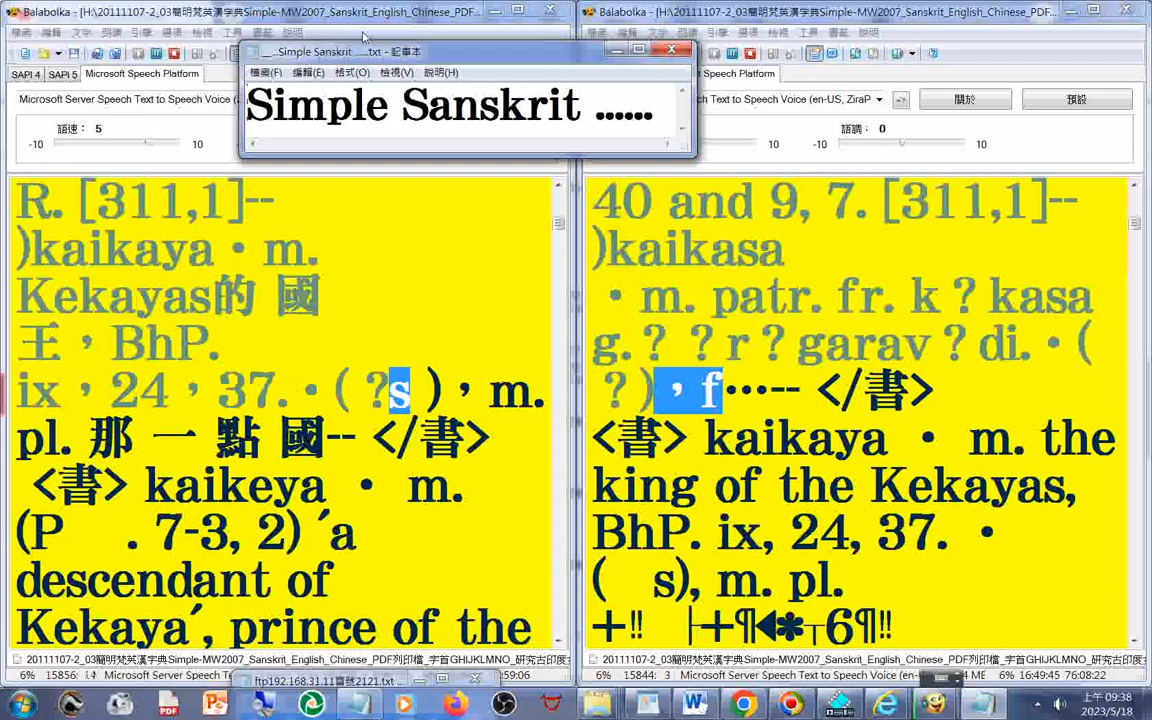 Balabolka - [H:\20111107-2_03簡明梵英漢字典Simple-MW2007_Sanskrit_English_Chinese_PDF
Balabolka - [H:\20111107-2_03簡明梵英漢字典Simple-MW2007_Sanskrit_English_Chinese_PDF
__...Simple Sanskrit .....txt - 記事本
檔案(F) 編輯(E) 格式(O) 檢視(V) 說明(H)
Simple Sanskrit ......
SAPI 4 SAPI 5 Microsoft Speech Platform
Speech Platform
Microsoft Server Speech Text to Speech Voice (
ech Text to Speech Voice (en-US, ZiraP
關於
預設
語速： 5
語調： 0
-10 10
10 -10 10
R. [311,1]--
)kaikaya • m.
Kekayas的 國
王，BhP.
ix，24，37. •( ?s )，m.
pl. 那 一 點 國-- </書>
<書> kaikeya • m.
(P . 7-3, 2) ´a
descendant of
Kekaya´, prince of the
40 and 9, 7. [311,1]--
)kaikasa
• m. patr. fr. k ? kasa
g. ? ? r ? garav ? di. • (
? )，f…-- </書>
<書> kaikaya • m. the
king of the Kekayas,
BhP. ix, 24, 37. •
( s), m. pl.
+‼ ├+¶◀✱┬6¶‼
20111107-2_03簡明梵英漢字典Simple-MW2007_Sanskrit_English_Chinese_PDF列印檔_字首GHIJKLMNO_研究古印度
20111107-2_03簡明梵英漢字典Simple-MW2007_Sanskrit_English_Chinese_PDF列印檔_字首GHIJKLMNO_研究古印度
6% 15856: 14 Microsoft Server Speech Text to
ftp192.168.31.11
2121.txt ...
:59:06
6% 15844: 3 Microsoft Server Speech Text to Speech Voice (en-
6% 16:49:45 76:08:22
上午 09:38
2023/5/18